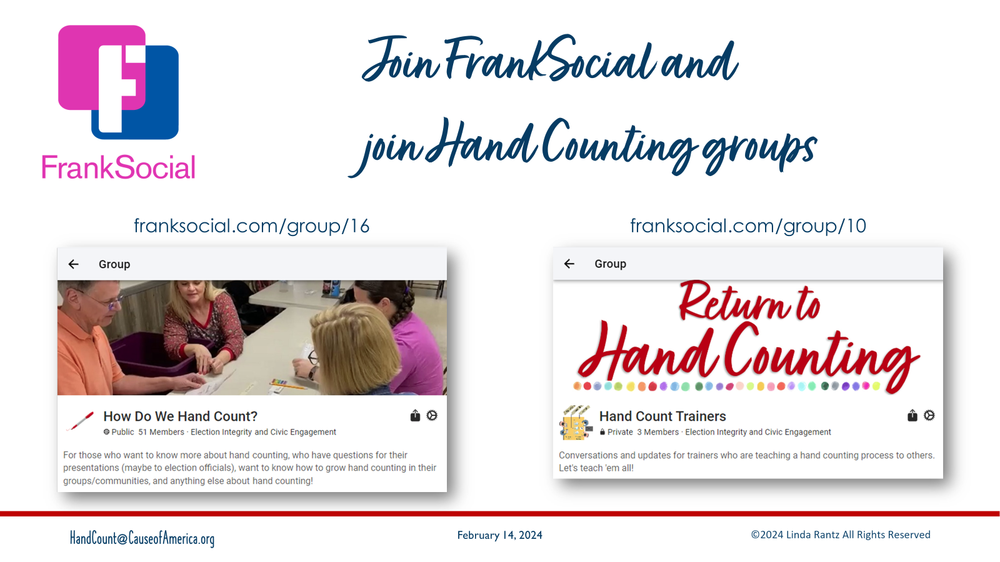 Join FrankSocial and
join Hand Counting groups
FrankSocial
franksocial.com/group/16
Group
How Do We Hand Count?
Public 51 Members · Election Integrity and Civic Engagement
For those who want to know more about hand counting, who have questions for their
presentations (maybe to election officials), want to know how to grow hand counting in their
groups/communities, and anything else about hand counting!
franksocial.com/group/10
Group
Return to
Hand Counting
Hand Count Trainers
Private 3 Members · Election Integrity and Civic Engagement
Conversations and updates for trainers who are teaching a hand counting process to others.
Let's teach 'em all!
HandCount@CauseofAmerica.org
February 14, 2024
©2024 Linda Rantz All Rights Reserved